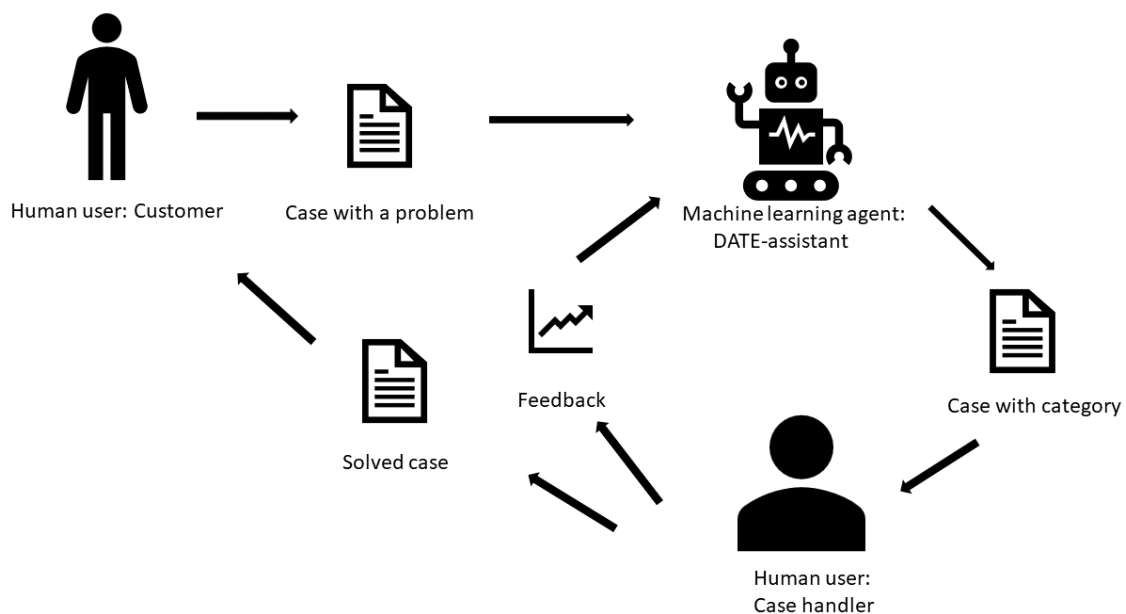 Human user: Customer
Case with a problem
Machine learning agent:
DATE-assistant
Feedback
Case with category
Solved case
Human user:
Case handler